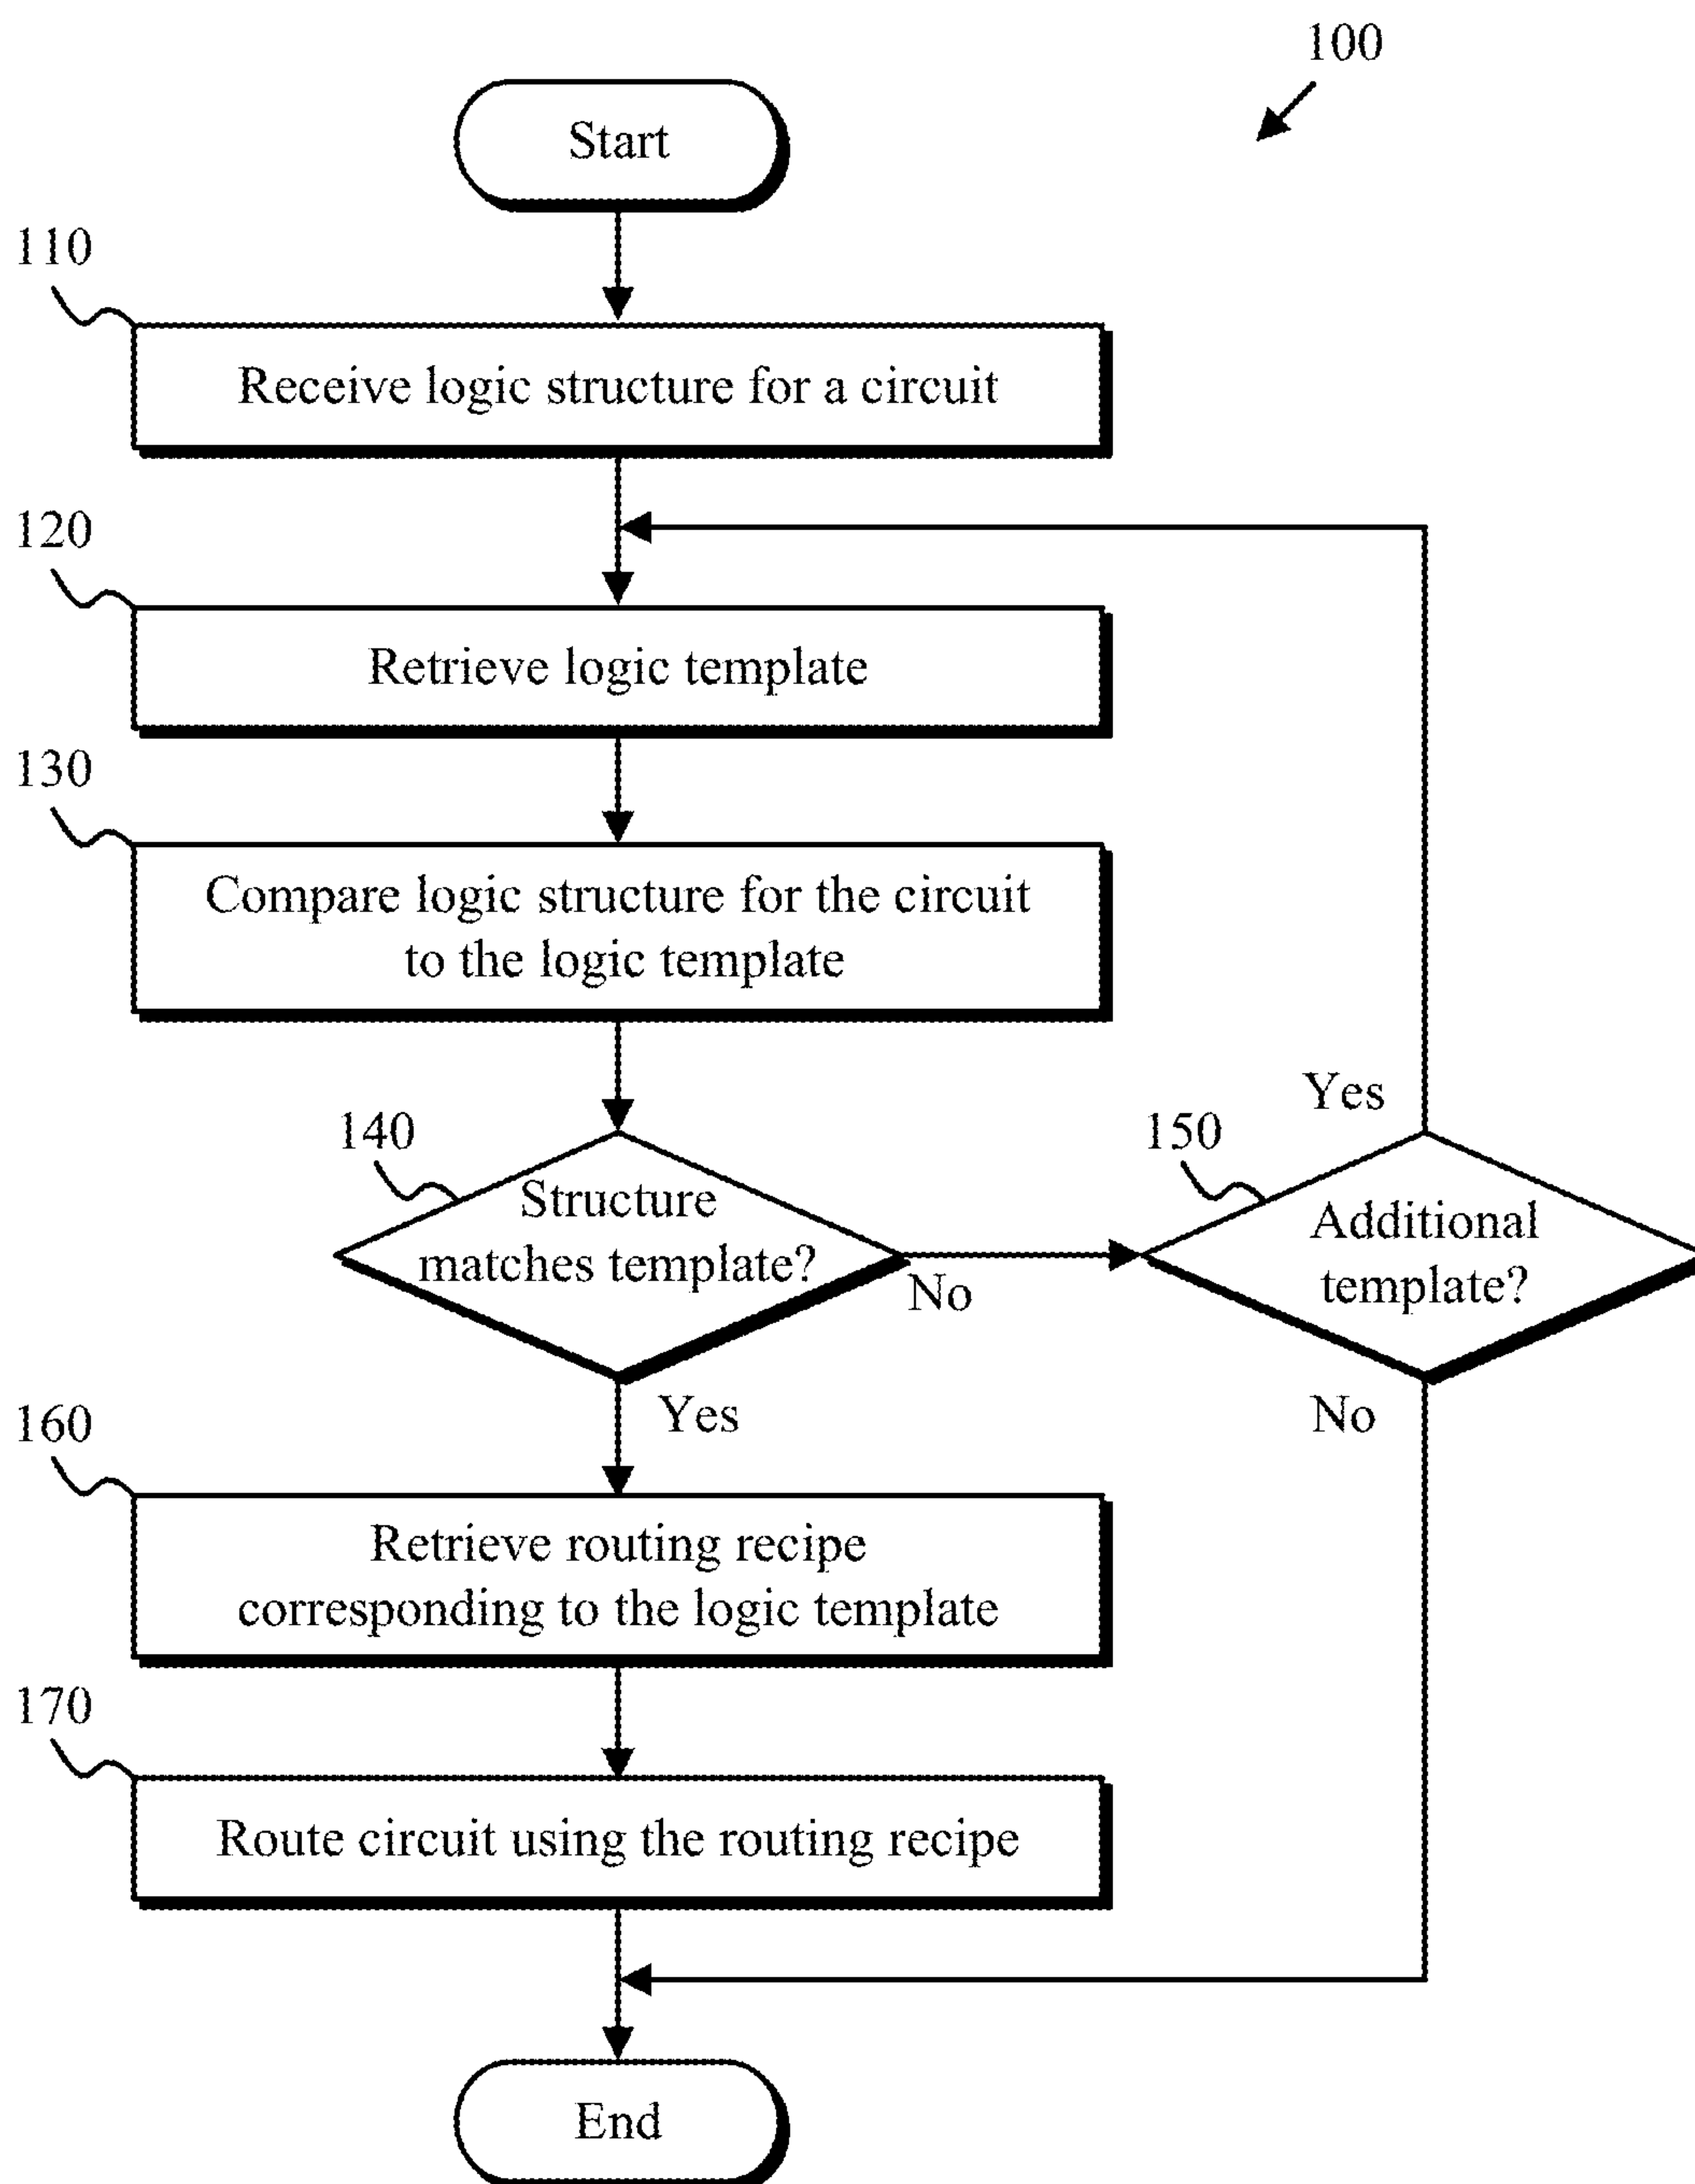 100
Start
110
Receive logic structure for a circuit
120
Retrieve logic template
130
Compare logic structure for the circuit
to the logic template
140
Structure
matches template?
No
Yes
150
Additional
template?
Yes
No
160
Retrieve routing recipe
corresponding to the logic template
170
Route circuit using the routing recipe
End